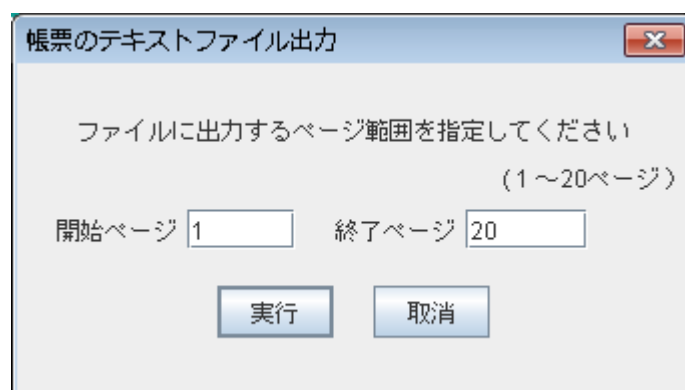 帳票のテキストファイル出力
ファイルに出力するページ範囲を指定してください
(1～20ページ)
開始ページ 1 終了ページ 20
実行 取消